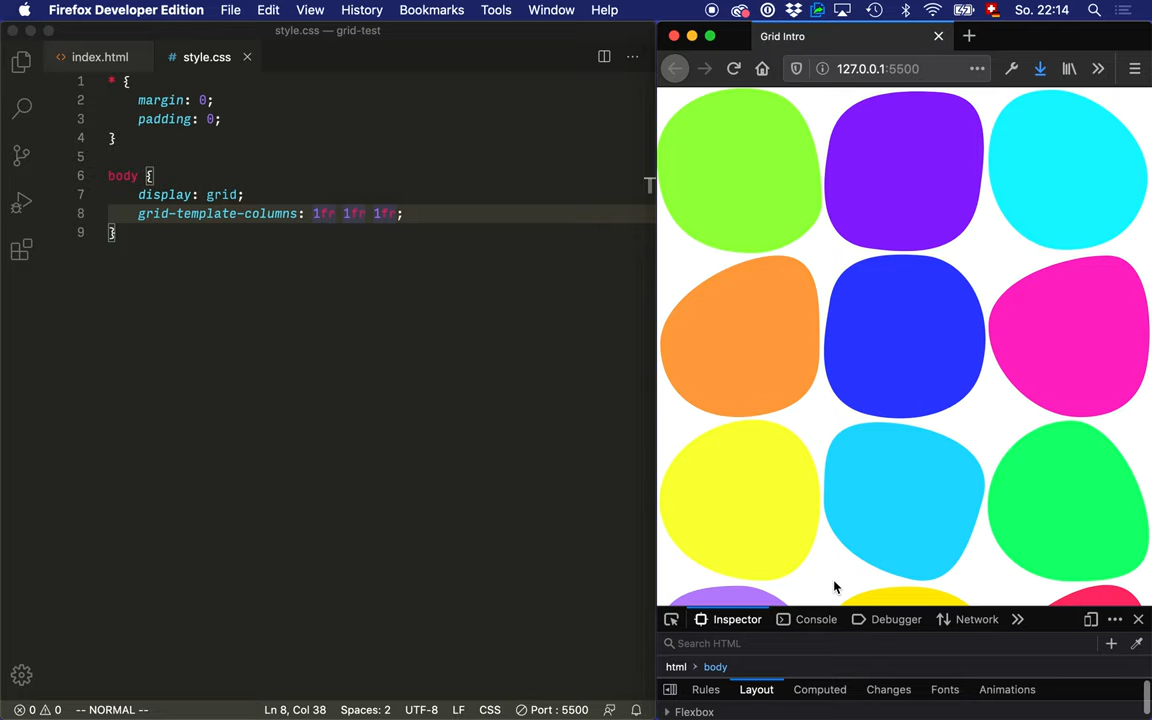 Firefox Developer Edition File Edit View History Bookmarks Tools Window Help So. 22:14
style.css — grid-test
Grid Intro
index.html # style.css
127.0.0.1:5500
1 * {
2 margin: 0;
3 padding: 0;
4 }
5
6 body {
7 display: grid;
8 grid-template-columns: 1fr 1fr 1fr;
9 }
T
Inspector Console Debugger Network
Search HTML
html › body
Rules Layout Computed Changes Fonts Animations
Flexbox
0 0 -- NORMAL -- Ln 8, Col 38 Spaces: 2 UTF-8 LF CSS Port : 5500